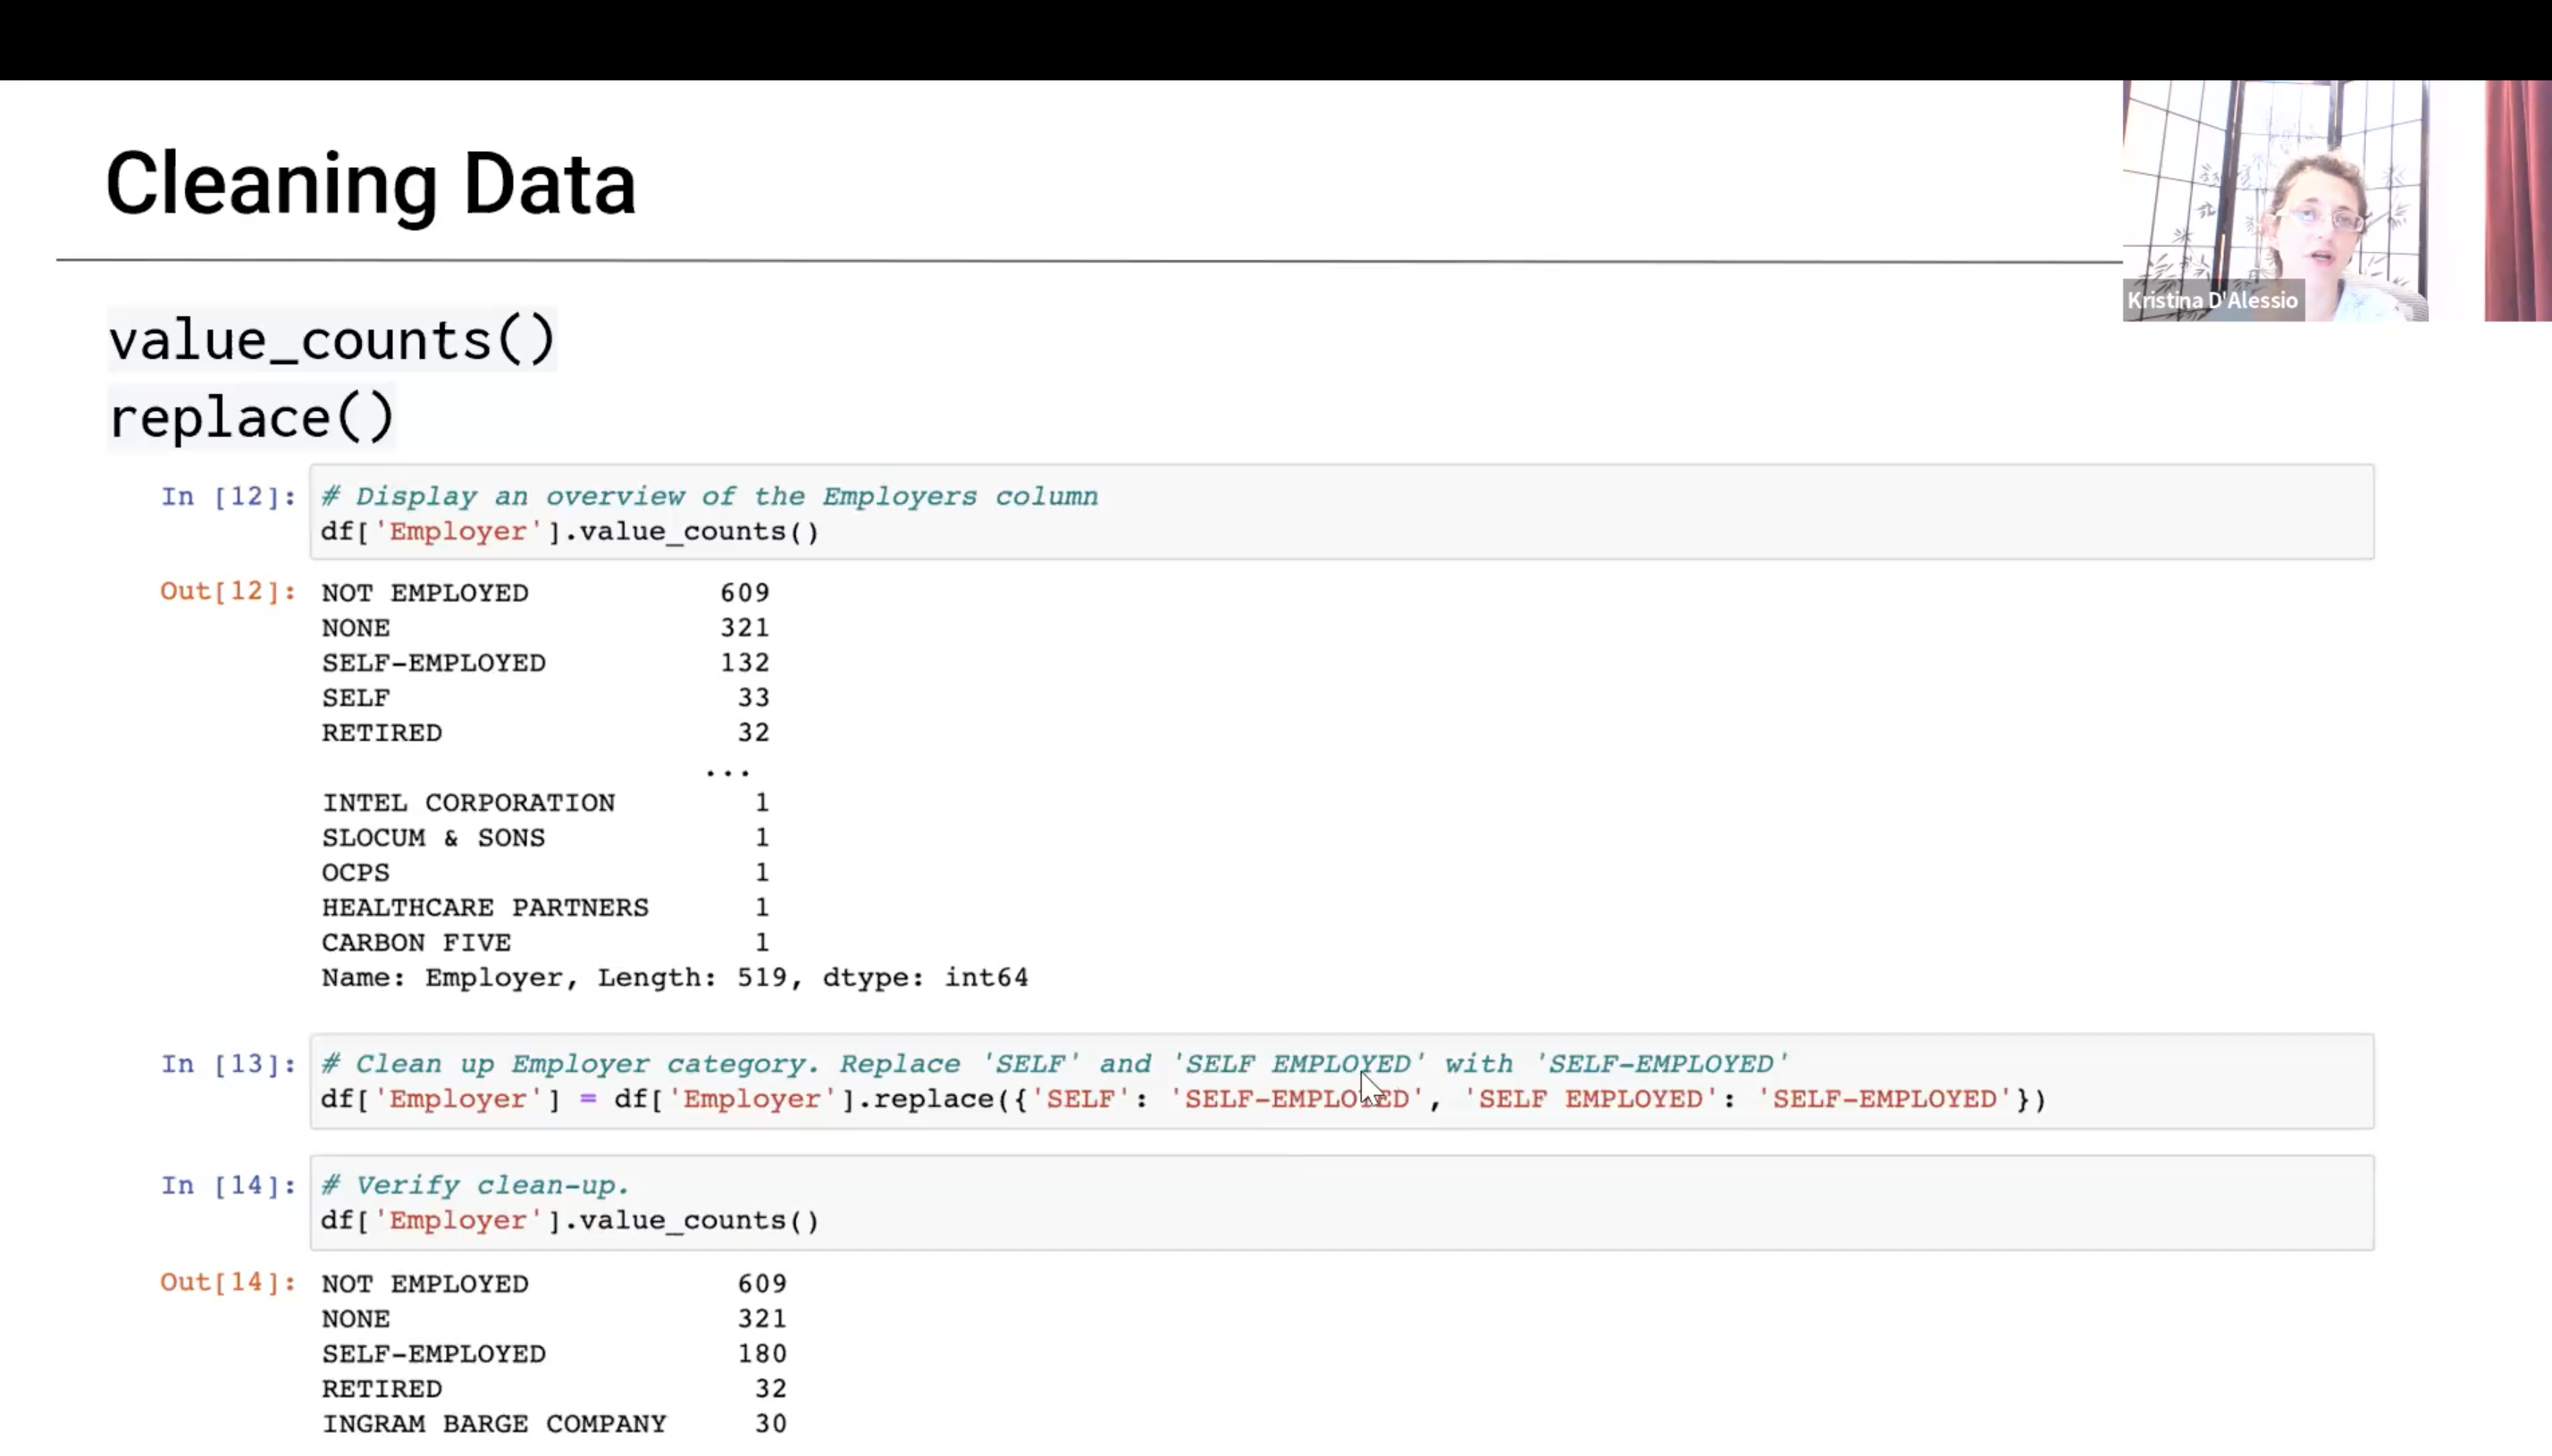 Cleaning Data
Kristina D'Alessio
value_counts()
replace()
In [12]: # Display an overview of the Employers column
df['Employer'].value_counts()
Out[12]: NOT EMPLOYED 609
NONE 321
SELF-EMPLOYED 132
SELF 33
RETIRED 32
...
INTEL CORPORATION 1
SLOCUM & SONS 1
OCPS 1
HEALTHCARE PARTNERS 1
CARBON FIVE 1
Name: Employer, Length: 519, dtype: int64
In [13]: # Clean up Employer category. Replace 'SELF' and 'SELF EMPLOYED' with 'SELF-EMPLOYED'
df['Employer'] = df['Employer'].replace({'SELF': 'SELF-EMPLOYED', 'SELF EMPLOYED': 'SELF-EMPLOYED'})
In [14]: # Verify clean-up.
df['Employer'].value_counts()
Out[14]: NOT EMPLOYED 609
NONE 321
SELF-EMPLOYED 180
RETIRED 32
INGRAM BARGE COMPANY 30